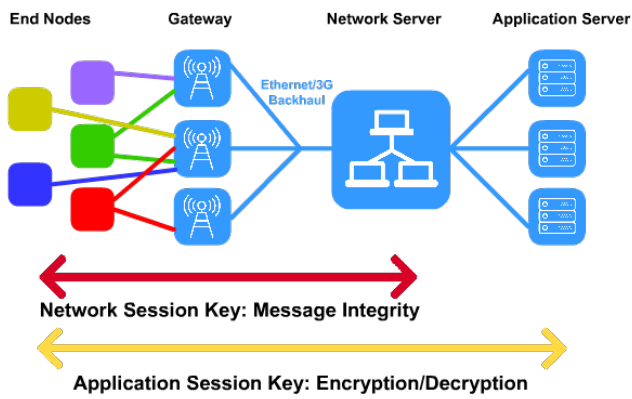 End Nodes
Gateway
Network Server
Application Server
Ethernet/3G
Backhaul
Network Session Key: Message Integrity
Application Session Key: Encryption/Decryption